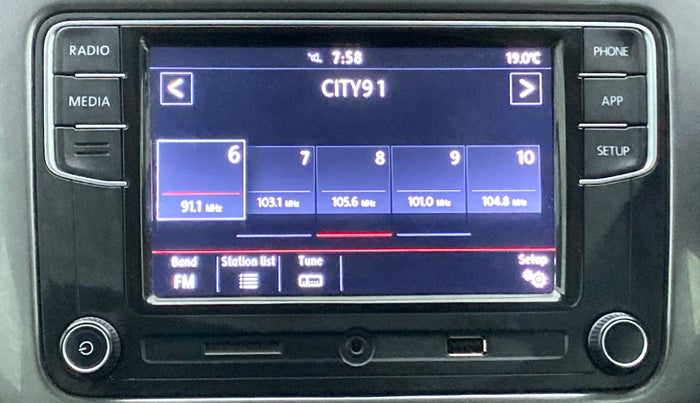 RADIO
MEDIA
7:58
19.0°C
PHONE
APP
SETUP
< CITY91 >
6 7 8 9 10
91.1 MHz 103.1 MHz 105.6 MHz 101.0 MHz 104.8 MHz
Band Station list Tune Setup
FM